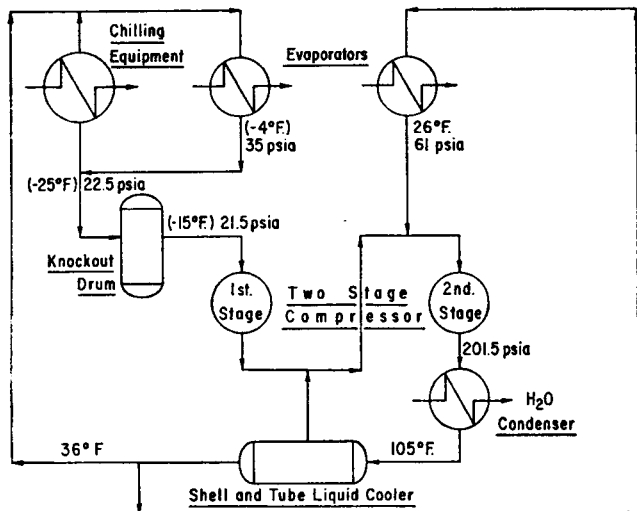 Chilling
Equipment
Evaporators
(-4°F.)
35 psia
26°F.
61 psia
(-25°F) 22.5 psia
(-15°F.) 21.5 psia
Knockout
Drum
1st.
Stage
Two Stage
Compressor
2nd.
Stage
201.5 psia
H₂O
Condenser
36° F
105°F.
Shell and Tube Liquid Cooler